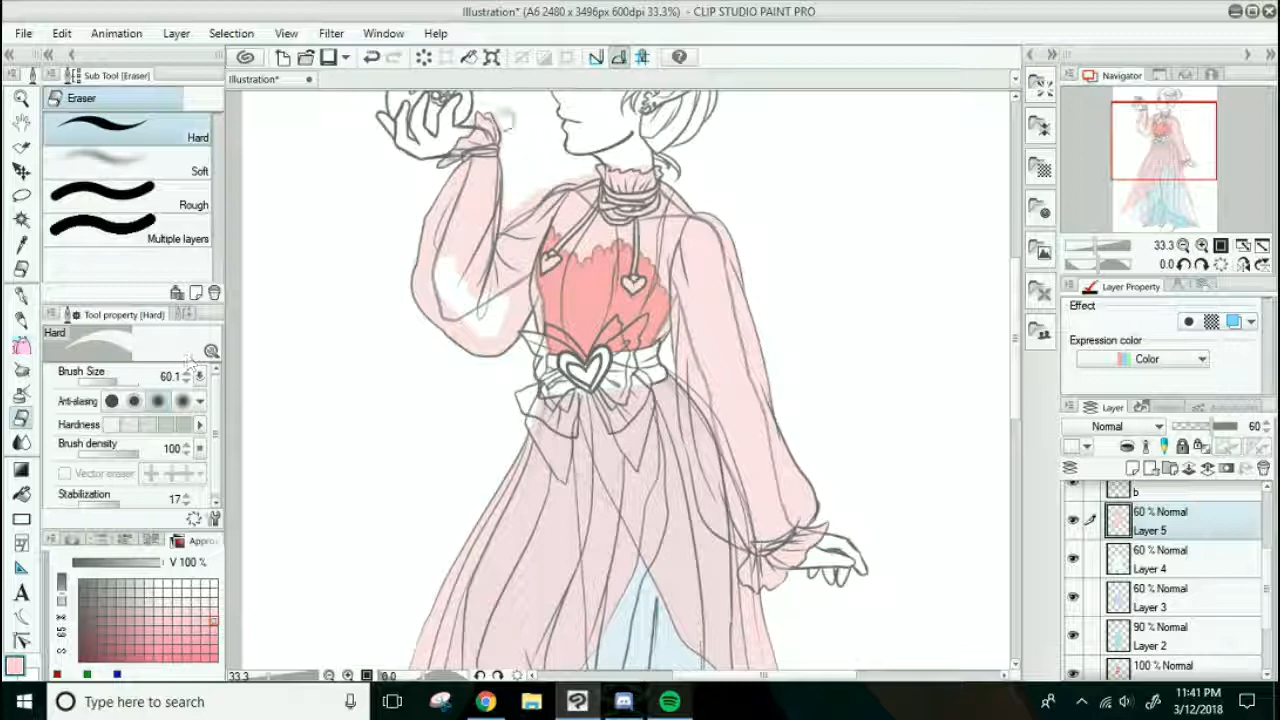 Illustration* (A6 2480 x 3496px 600dpi 33.3%) - CLIP STUDIO PAINT PRO
File Edit Animation Layer Selection View Filter Window Help
Sub Tool [Eraser]
Illustration*
Navigator
Eraser
Hard
Soft
Rough
Multiple layers
33.3
0.0
Layer Property
Effect
Expression color
Color
Tool property [Hard]
Hard
Brush Size 60.1
Anti-aliasing
Hardness
Brush density 100
Vector eraser
Stabilization 17
Layer
Normal 60
b
60 % Normal
Layer 5
60 % Normal
Layer 4
60 % Normal
Layer 3
90 % Normal
Layer 2
100 % Normal
Appro
V 100 %
33.3 0.0
Type here to search
11:41 PM
3/12/2018